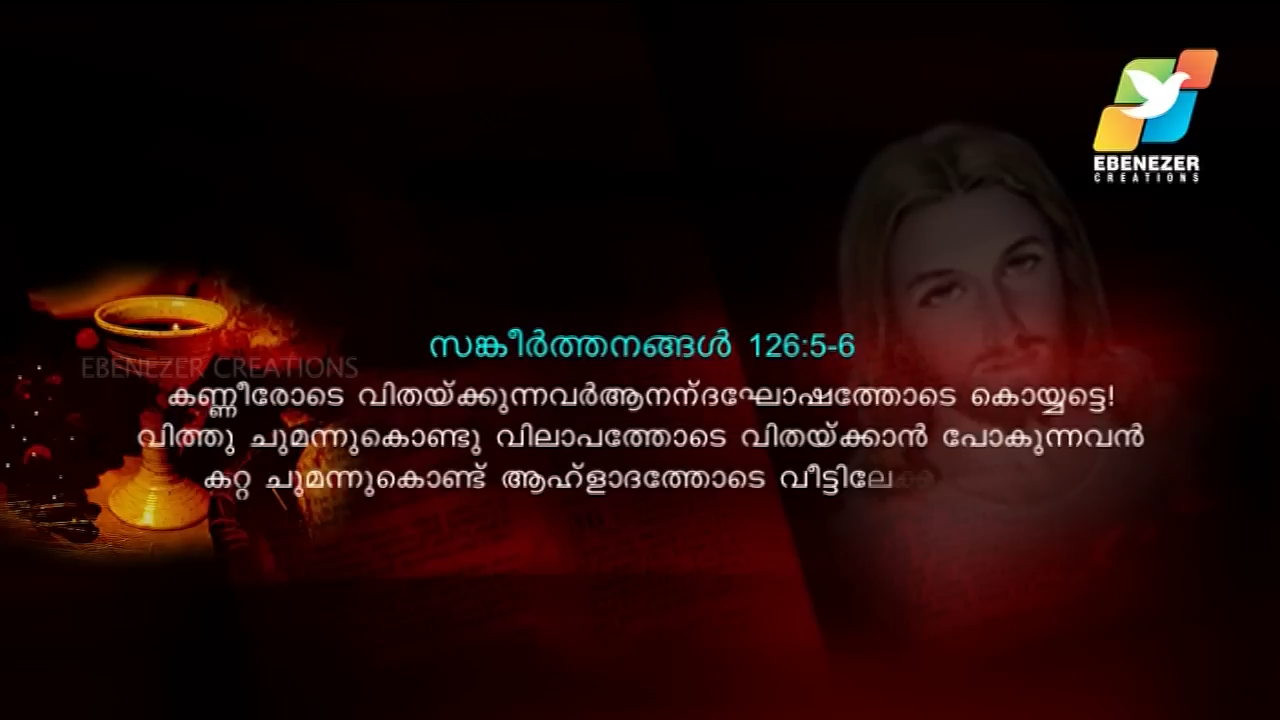 EBENEZER
CREATIONS
സങ്കീർത്തനങ്ങൾ 126:5-6
EBENEZER CREATIONS
കണ്ണീരോടെ വിതയ്ക്കുന്നവർആനന്ദഘോഷത്തോടെ കൊയ്യട്ടെ!
വിത്തു ചുമന്നുകൊണ്ടു വിലാപത്തോടെ വിതയ്ക്കാൻ പോകുന്നവൻ
കറ്റ ചുമന്നുകൊണ്ട് ആഹ്ളാദത്തോടെ